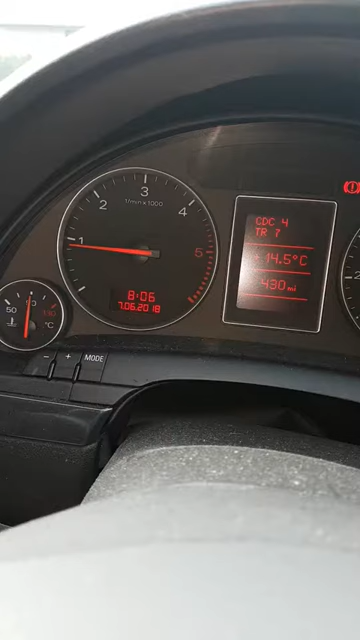 1/min x 1000
1
2
3
4
5
8:06
7.06.2018
CDC 4
TR 7
+14.5°C
430 mi
50
130
°C
-
+
MODE